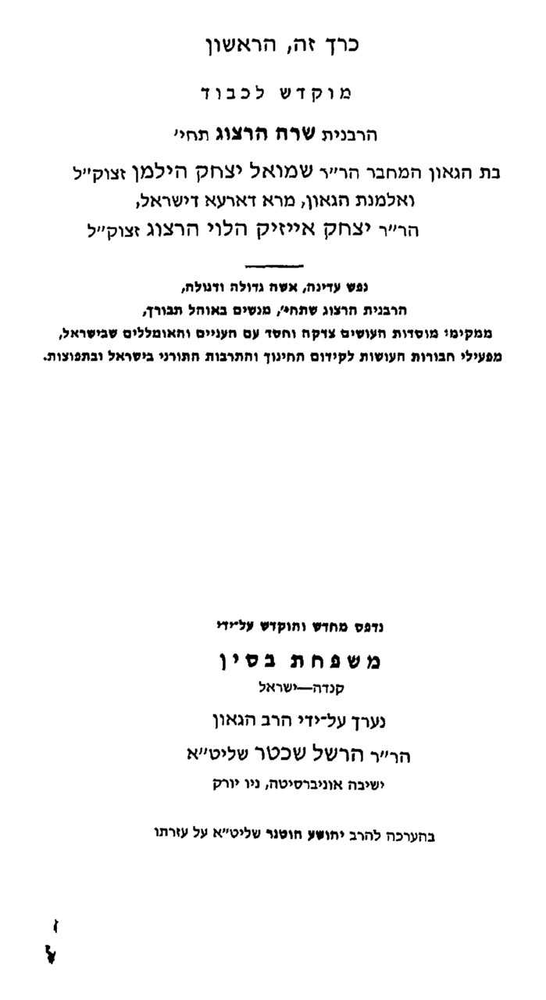 כרך זה, הראשון
מוקדש לכבוד
הרבנית שרה הרצוג תחי׳
בת הגאון המחבר הר״ר שמואל יצחק הילמן זצוק״ל
ואלמנת הגאון, מרא דארעא דישראל,
הר״ר יצחק אייזיק הלוי הרצוג זצוק״ל
נפש עדינה, אשה גדולה ודגולה,
הרבנית הרצוג שתחי׳, מנשים באוהל תבורך,
ממקימי מוסדות העושים צדקה וחסד עם העניים והאומללים שבישראל,
מפעילי חבורות העושות לקידום החינוך והתרבות התורני בישראל ובתפוצות.
נדפס מחדש והוקדש על־ידי
משפחת בסין
קנדה—ישראל
נערך על־ידי הרב הגאון
הר״ר הרשל שכטר שליט״א
ישיבה אוניברסיטה, ניו יורק
בהערכה להרב יהושע הוטנר שליט״א על עזרתו